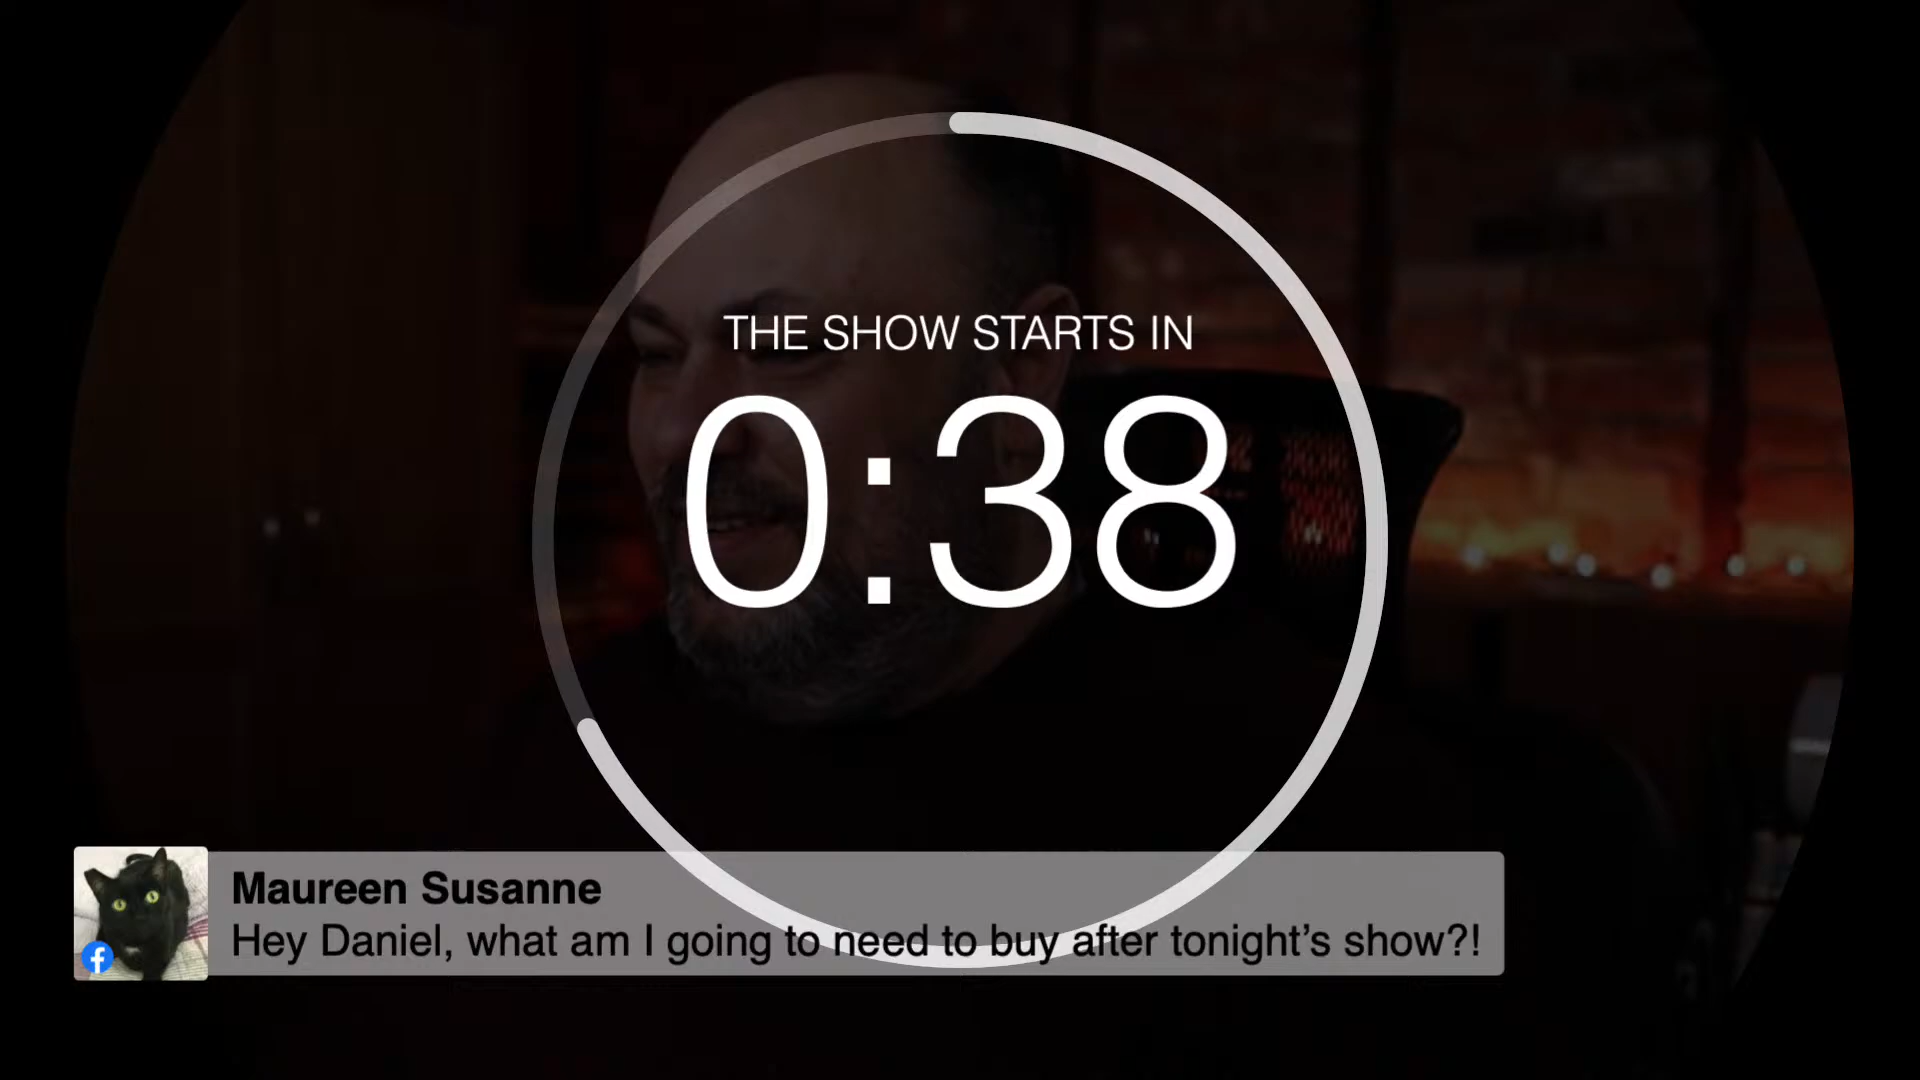 THE SHOW STARTS IN
0:38
Maureen Susanne
Hey Daniel, what am I going to need to buy after tonight’s show?!